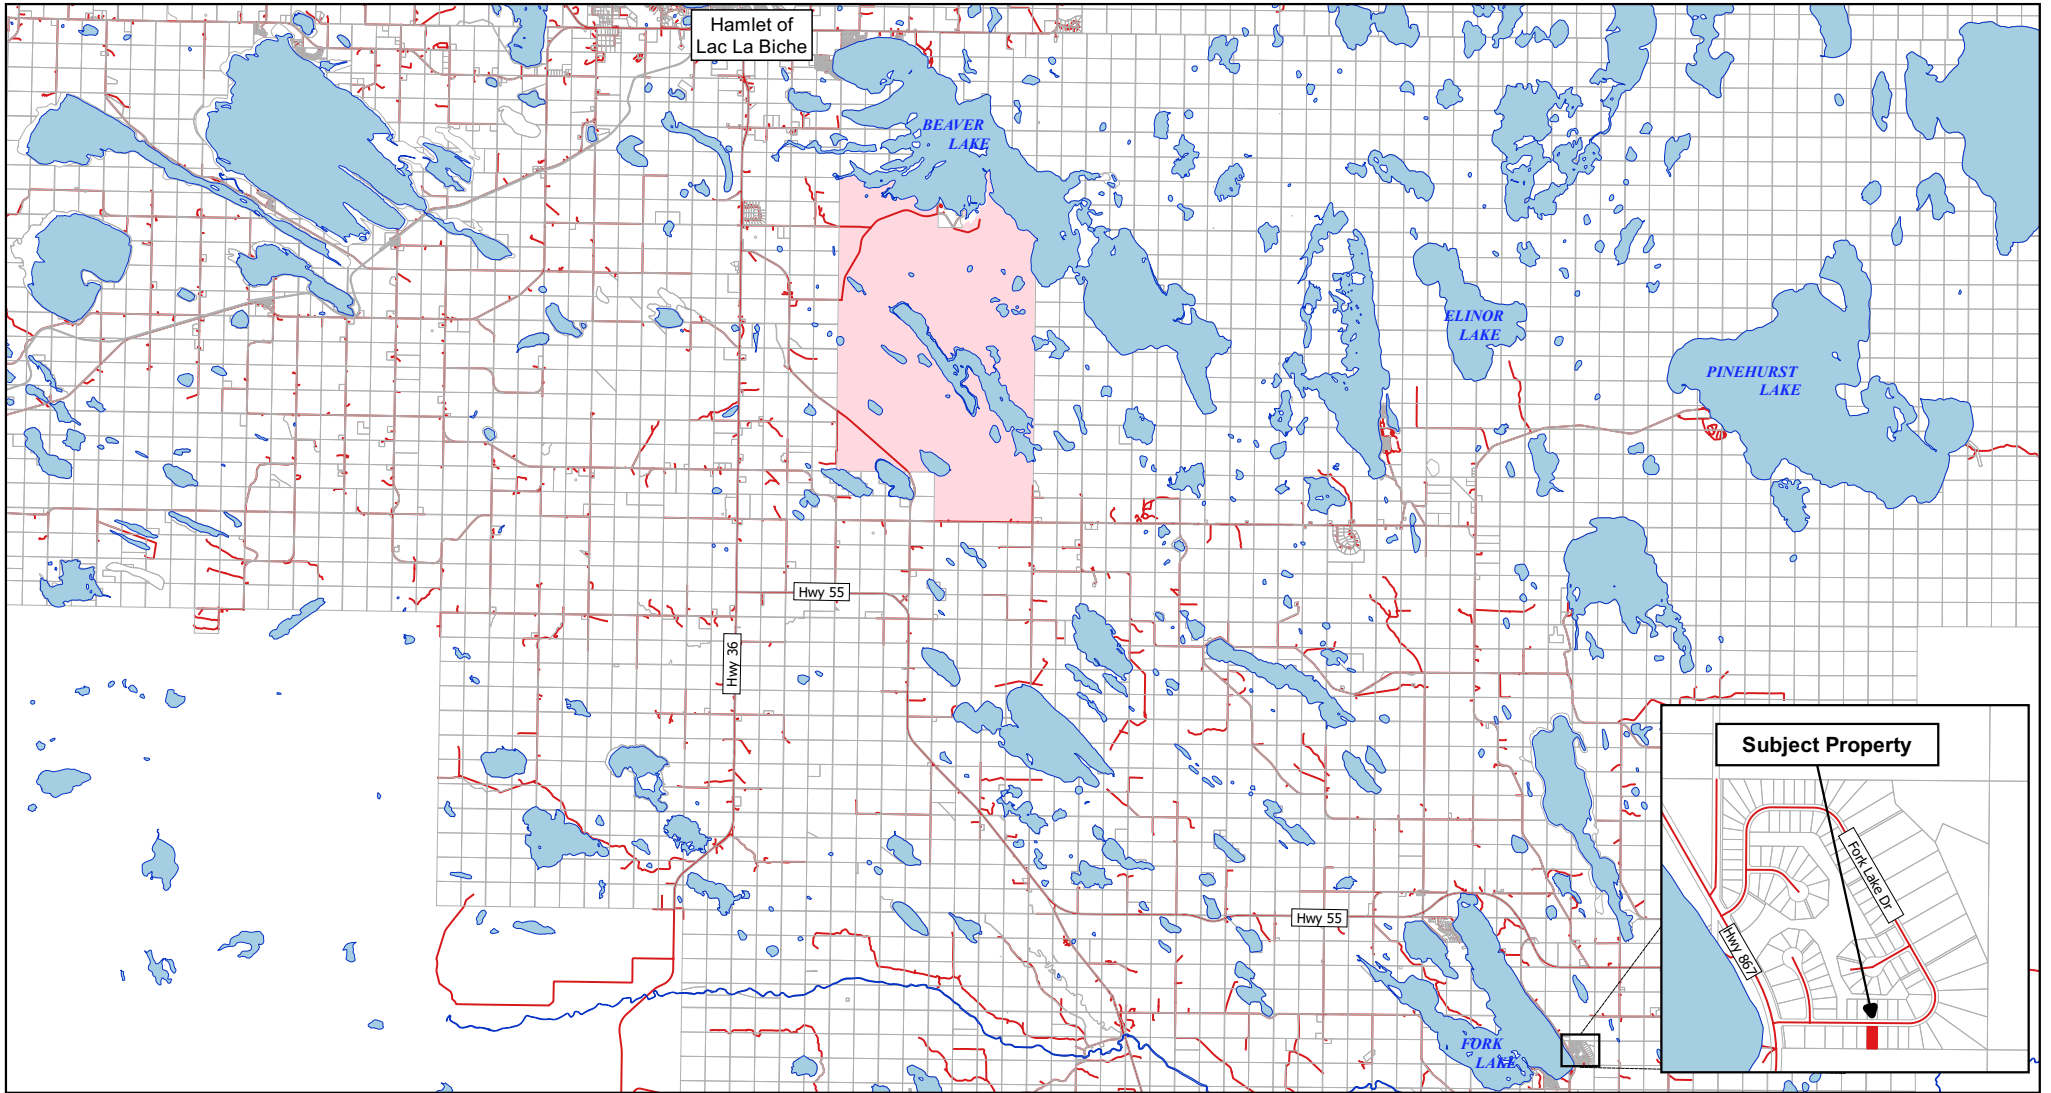 Hamlet of
Lac La Biche
BEAVER
LAKE
ELINOR
LAKE
PINEHURST
LAKE
Hwy 55
Hwy 36
Subject Property
Fork Lake Dr
Hwy 867
Hwy 55
FORK
LAKE